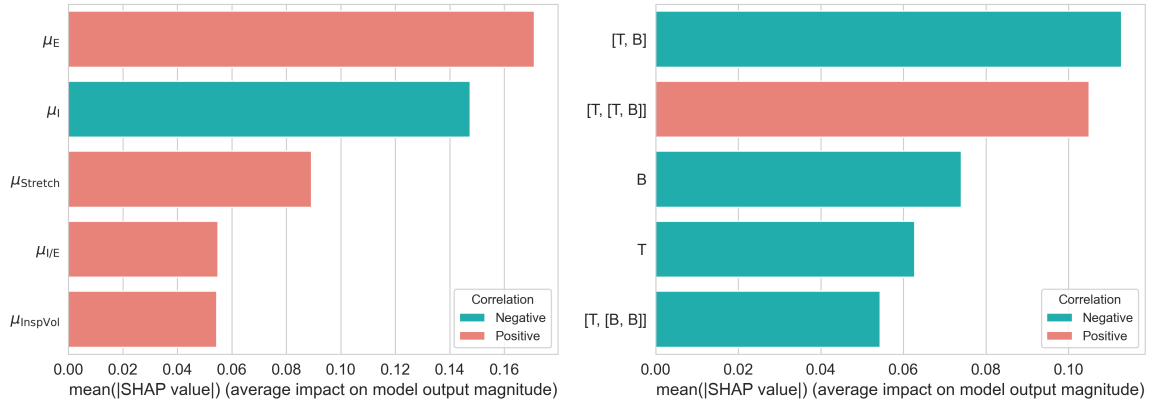 μE
μI
μStretch
μI/E
μInspVol
Correlation
Negative
Positive
0.00 0.02 0.04 0.06 0.08 0.10 0.12 0.14 0.16
mean(|SHAP value|) (average impact on model output magnitude)
[T, B]
[T, [T, B]]
B
T
[T, [B, B]]
Correlation
Negative
Positive
0.00 0.02 0.04 0.06 0.08 0.10
mean(|SHAP value|) (average impact on model output magnitude)